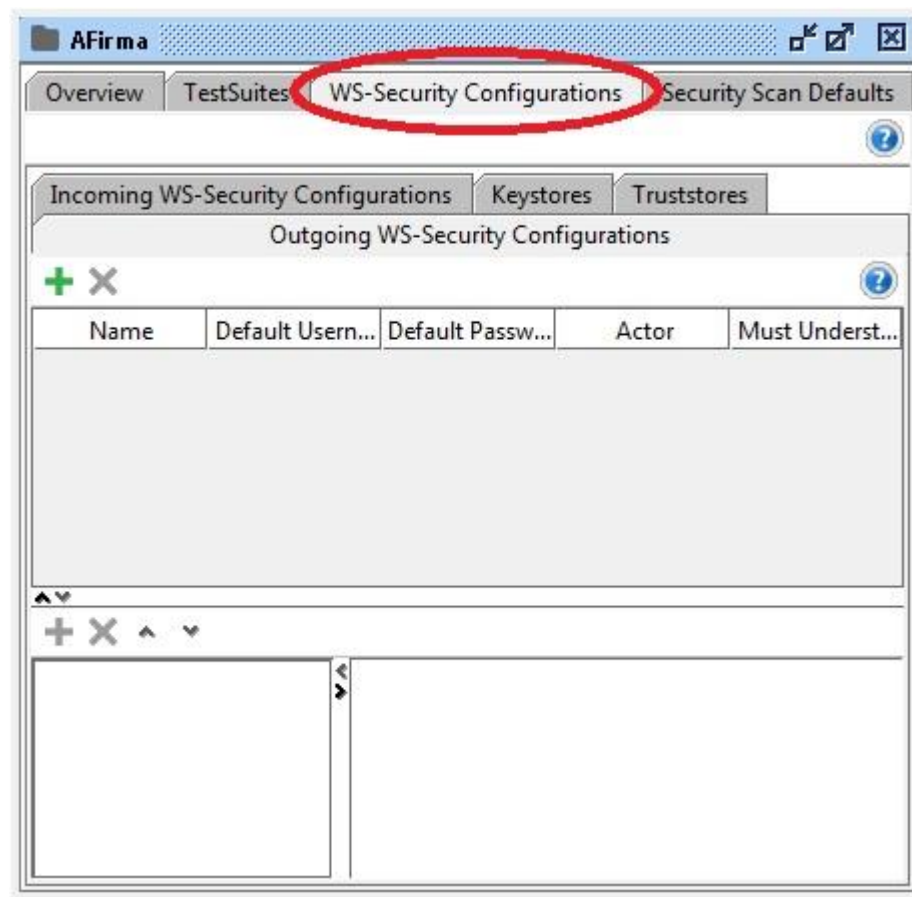 AFirma
Overview TestSuites WS-Security Configurations Security Scan Defaults
Incoming WS-Security Configurations Keystores Truststores
Outgoing WS-Security Configurations
Name Default Usern... Default Passw... Actor Must Underst...